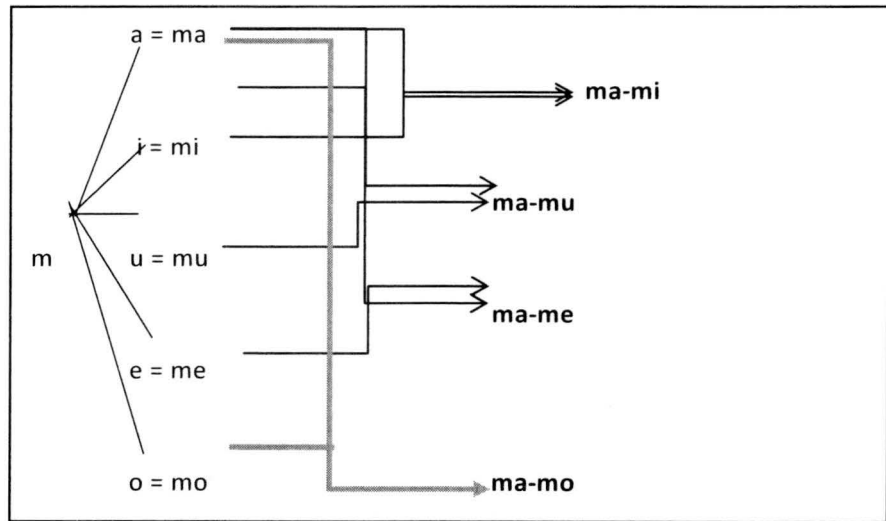 a = ma
ma-mi
i = mi
ma-mu
m
u = mu
ma-me
e = me
o = mo
ma-mo